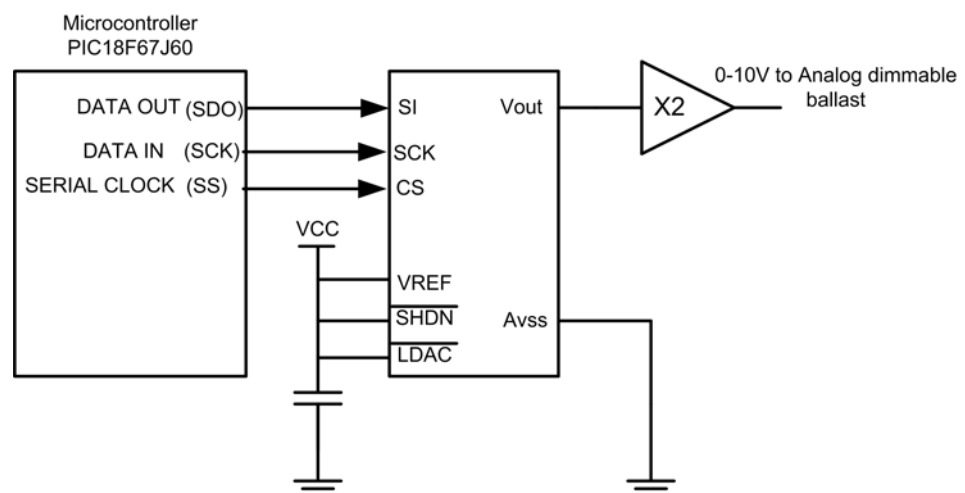 Microcontroller
PIC18F67J60
DATA OUT (SDO)
DATA IN (SCK)
SERIAL CLOCK (SS)
SI
SCK
CS
VCC
VREF
SHDN
LDAC
Vout
Avss
X2
0-10V to Analog dimmable
ballast